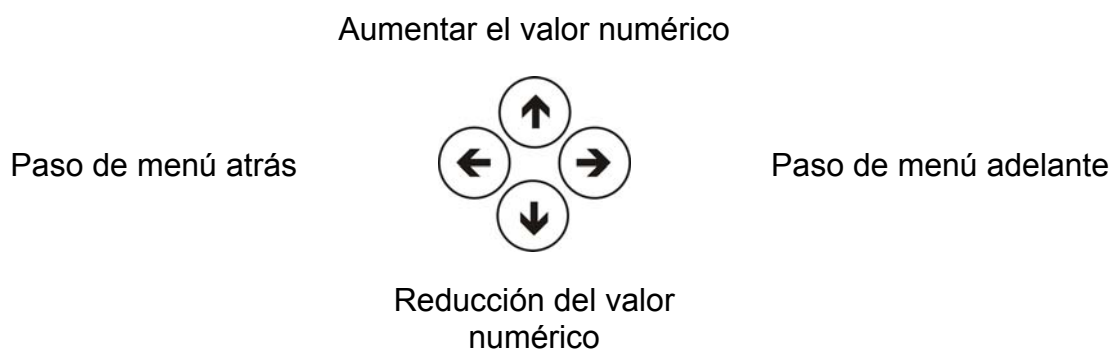 Aumentar el valor numérico
Paso de menú atrás
Paso de menú adelante
Reducción del valor
numérico